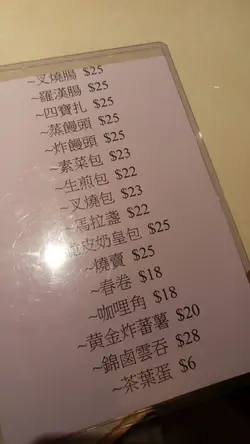 ~叉燒腸 $25
~羅漢腸 $25
~四寶扎 $25
~蒸饅頭 $25
~炸饅頭 $25
~素菜包 $23
~生煎包 $22
~叉燒包 $23
~馬拉盞 $22
皮奶皇包 $25
~燒賣 $25
~春卷 $18
~咖哩角 $18
~黃金炸蕃薯 $20
~錦鹵雲吞 $28
~茶葉蛋 $6